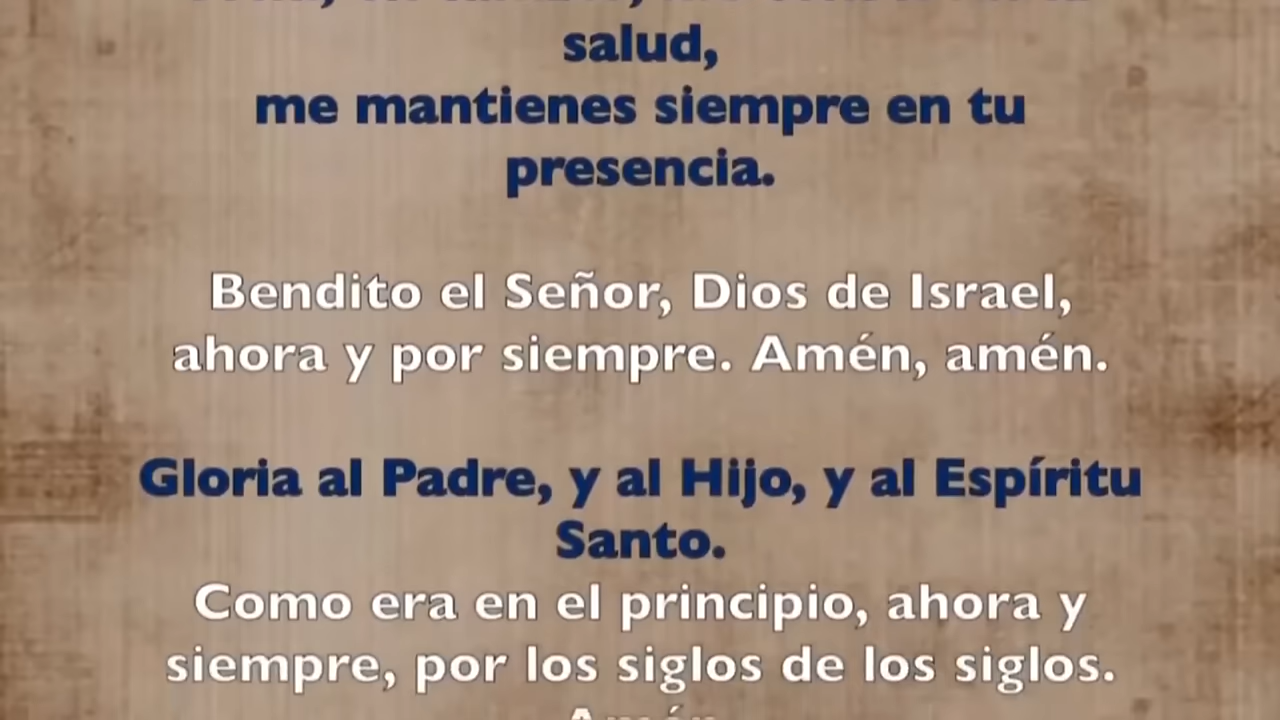 salud,
me mantienes siempre en tu
presencia.
Bendito el Señor, Dios de Israel,
ahora y por siempre. Amén, amén.
Gloria al Padre, y al Hijo, y al Espíritu
Santo.
Como era en el principio, ahora y
siempre, por los siglos de los siglos.